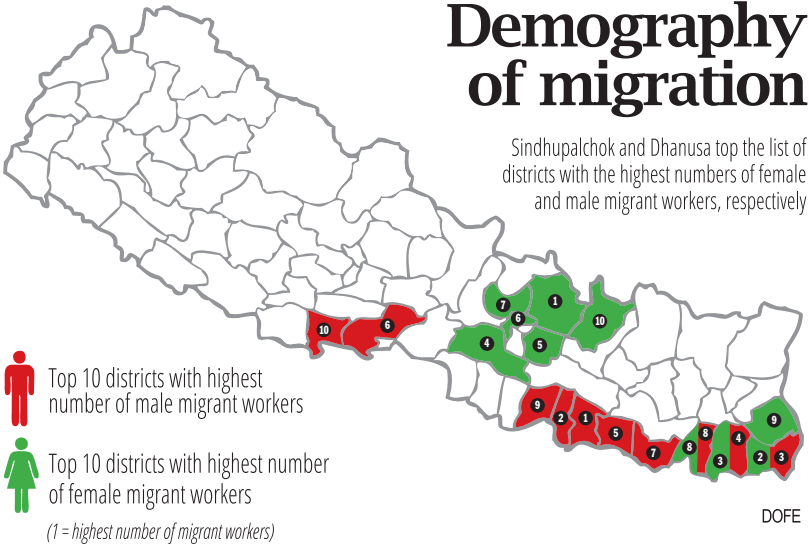 Demography
of migration
Sindhupalchok and Dhanusa top the list of
districts with the highest numbers of female
and male migrant workers, respectively
1
7
6
10
4
5
10
6
9
2
1
5
7
8
8
3
4
2
9
3
Top 10 districts with highest
number of male migrant workers
Top 10 districts with highest number
of female migrant workers
(1 = highest number of migrant workers)
DOFE